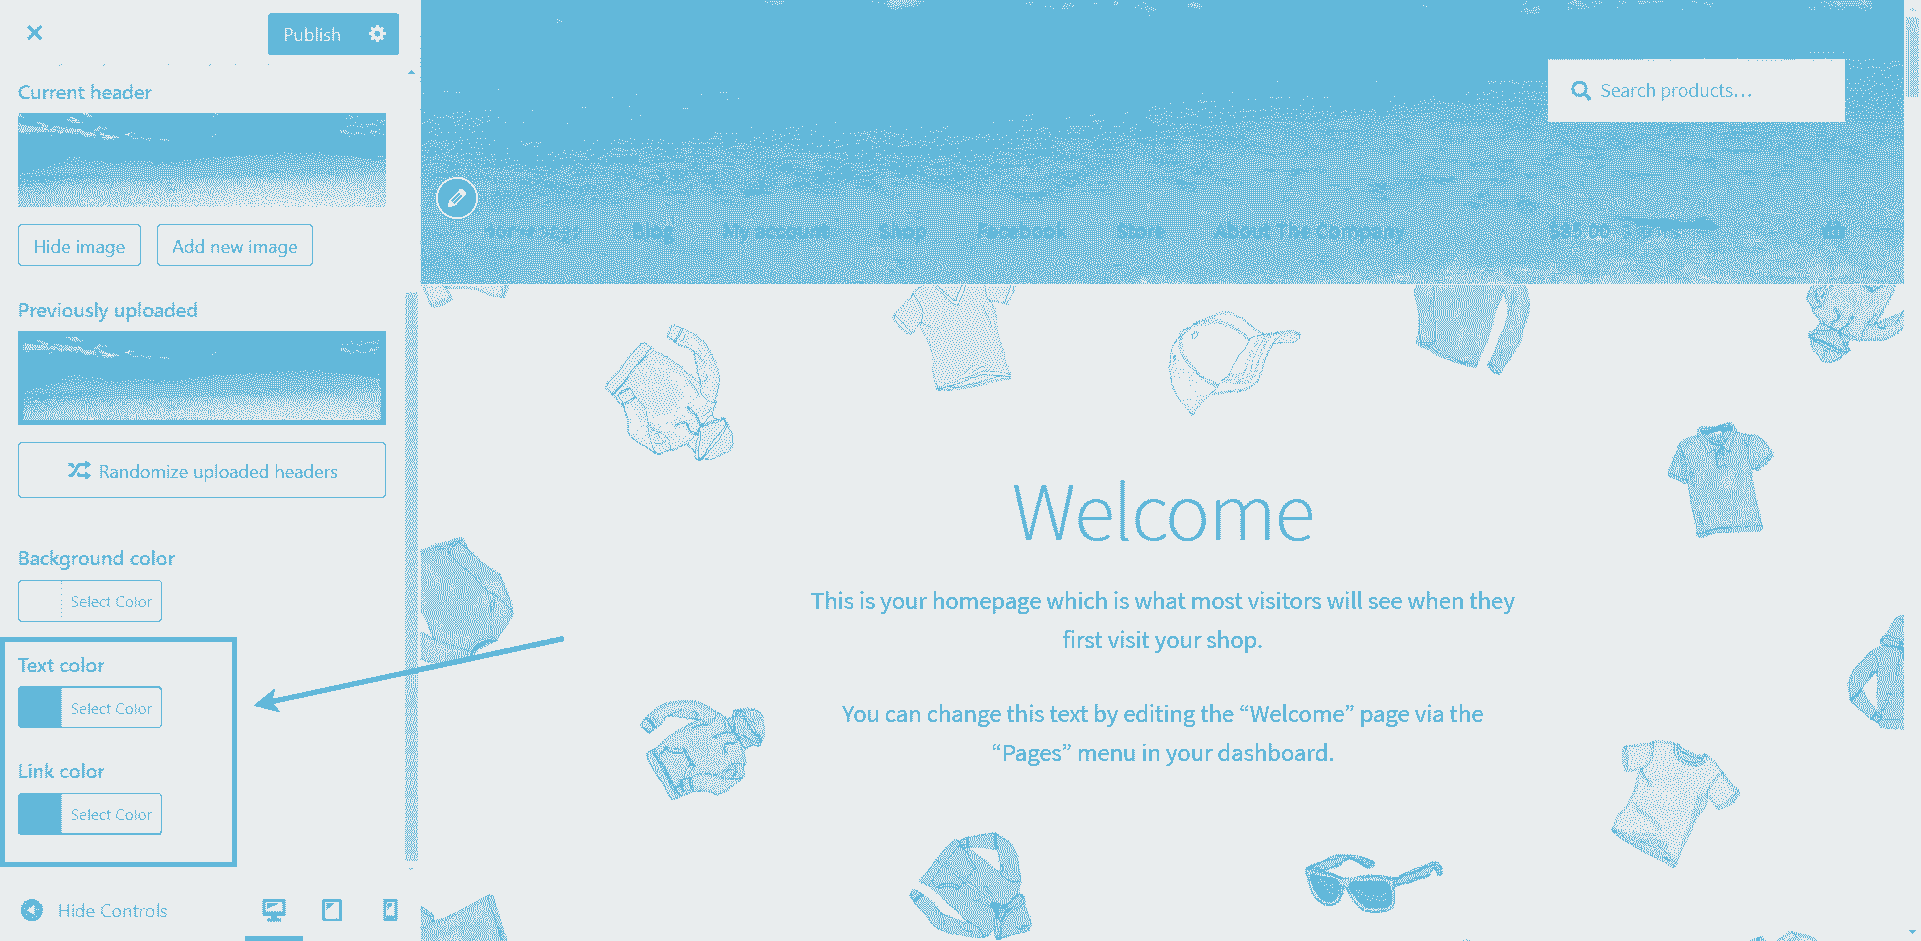 Publish
Current header
Hide image
Add new image
Previously uploaded
Randomize uploaded headers
Background color
Select Color
Text color
Select Color
Link color
Select Color
Hide Controls
Search products…
Blog
My account
Shop
Facebook
Store
About The Company
Welcome
This is your homepage which is what most visitors will see when they
first visit your shop.
You can change this text by editing the “Welcome” page via the
“Pages” menu in your dashboard.